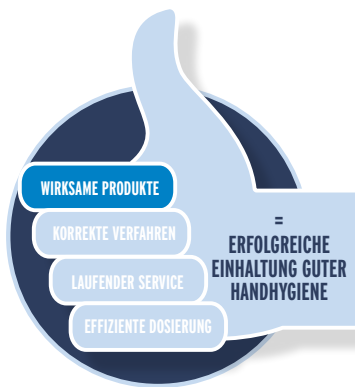 WIRKSAME PRODUKTE
KORREKTE VERFAHREN
LAUFENDER SERVICE
EFFIZIENTE DOSIERUNG
=
ERFOLGREICHE
EINHALTUNG GUTER
HANDHYGIENE